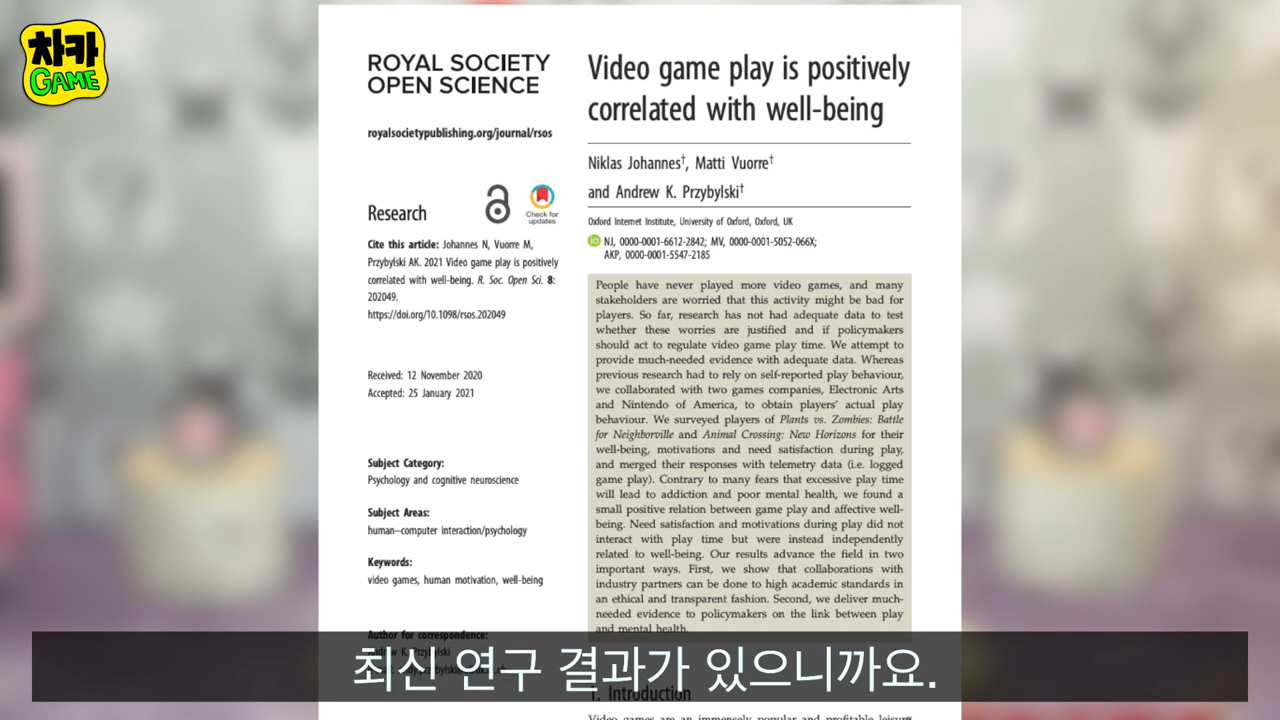 차카
GAME
ROYAL SOCIETY
OPEN SCIENCE
royalsocietypublishing.org/journal/rsos
Research
Check for
updates
Cite this article: Johannes N, Vuorre M,
Przybylski AK. 2021 Video game play is positively
correlated with well-being. R. Soc. Open Sci. 8:
202049.
https://doi.org/10.1098/rsos.202049
Received: 12 November 2020
Accepted: 25 January 2021
Subject Category:
Psychology and cognitive neuroscience
Subject Areas:
human–computer interaction/psychology
Keywords:
video games, human motivation, well-being
Author for correspondence:
Andrew K. Przybylski
Video game play is positively
correlated with well-being
Niklas Johannes†, Matti Vuorre†
and Andrew K. Przybylski†
Oxford Internet Institute, University of Oxford, Oxford, UK
iD NJ, 0000-0001-6612-2842; MV, 0000-0001-5052-066X;
AKP, 0000-0001-5547-2185
People have never played more video games, and many
stakeholders are worried that this activity might be bad for
players. So far, research has not had adequate data to test
whether these worries are justified and if policymakers
should act to regulate video game play time. We attempt to
provide much-needed evidence with adequate data. Whereas
previous research had to rely on self-reported play behaviour,
we collaborated with two games companies, Electronic Arts
and Nintendo of America, to obtain players’ actual play
behaviour. We surveyed players of Plants vs. Zombies: Battle
for Neighborville and Animal Crossing: New Horizons for their
well-being, motivations and need satisfaction during play,
and merged their responses with telemetry data (i.e. logged
game play). Contrary to many fears that excessive play time
will lead to addiction and poor mental health, we found a
small positive relation between game play and affective well-
being. Need satisfaction and motivations during play did not
interact with play time but were instead independently
related to well-being. Our results advance the field in two
important ways. First, we show that collaborations with
industry partners can be done to high academic standards in
an ethical and transparent fashion. Second, we deliver much-
needed evidence to policymakers on the link between play
and mental health.
1. Introduction
Video games are an immensely popular and profitable leisure
최신 연구 결과가 있으니까요.